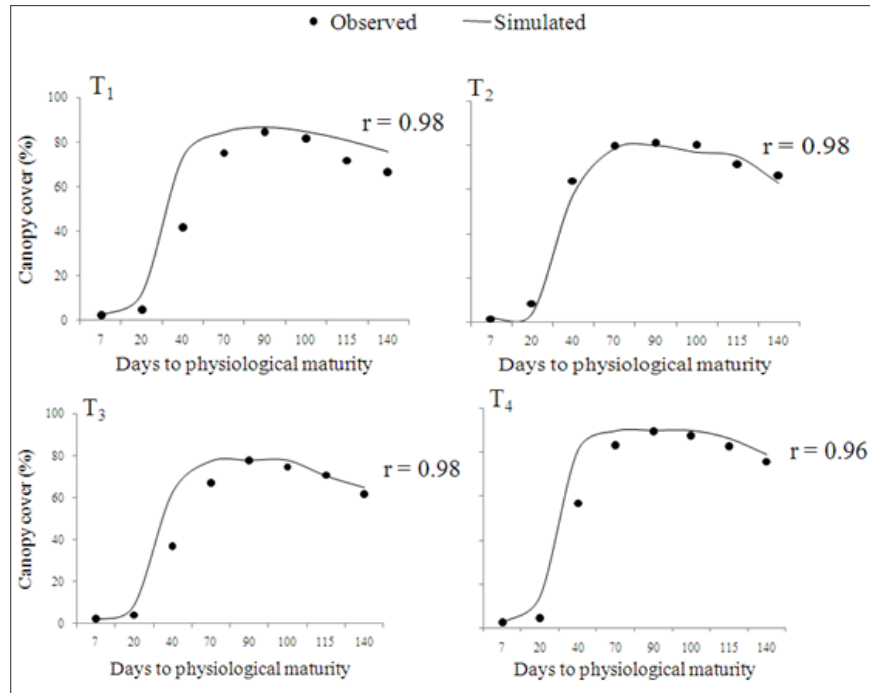 Observed Simulated
T1
r = 0.98
Canopy cover (%)
100
80
60
40
20
0
7 20 40 70 90 100 115 140
Days to physiological maturity
T2
r = 0.98
7 20 40 70 90 100 115 140
Days to physiological maturity
T3
r = 0.98
Canopy cover (%)
100
80
60
40
20
0
7 20 40 70 90 100 115 140
Days to physiological maturity
T4
r = 0.96
7 20 40 70 90 100 115 140
Days to physiological maturity